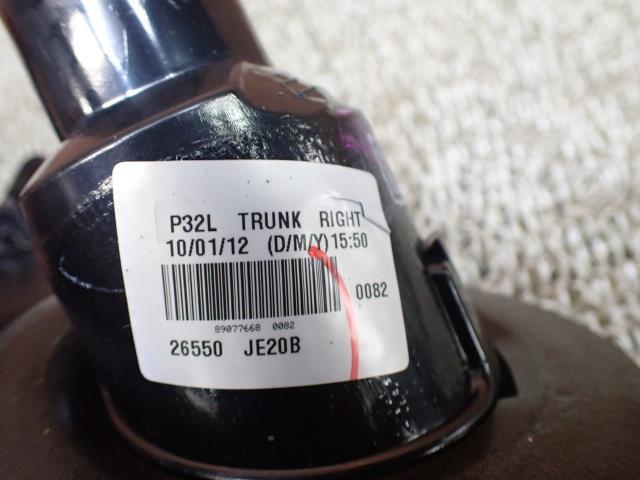 P32L TRUNK RIGHT
10/01/12 (D/M/Y) 15:50
0082
89077668 0082
26550 JE20B